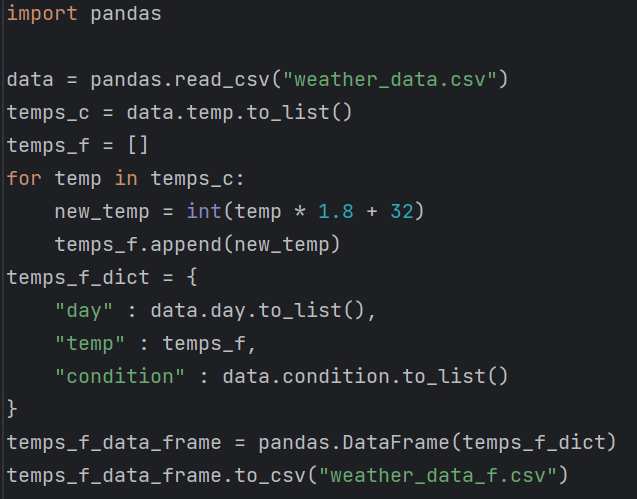 import pandas

data = pandas.read_csv("weather_data.csv")
temps_c = data.temp.to_list()
temps_f = []
for temp in temps_c:
    new_temp = int(temp * 1.8 + 32)
    temps_f.append(new_temp)
temps_f_dict = {
    "day" : data.day.to_list(),
    "temp" : temps_f,
    "condition" : data.condition.to_list()
}
temps_f_data_frame = pandas.DataFrame(temps_f_dict)
temps_f_data_frame.to_csv("weather_data_f.csv")